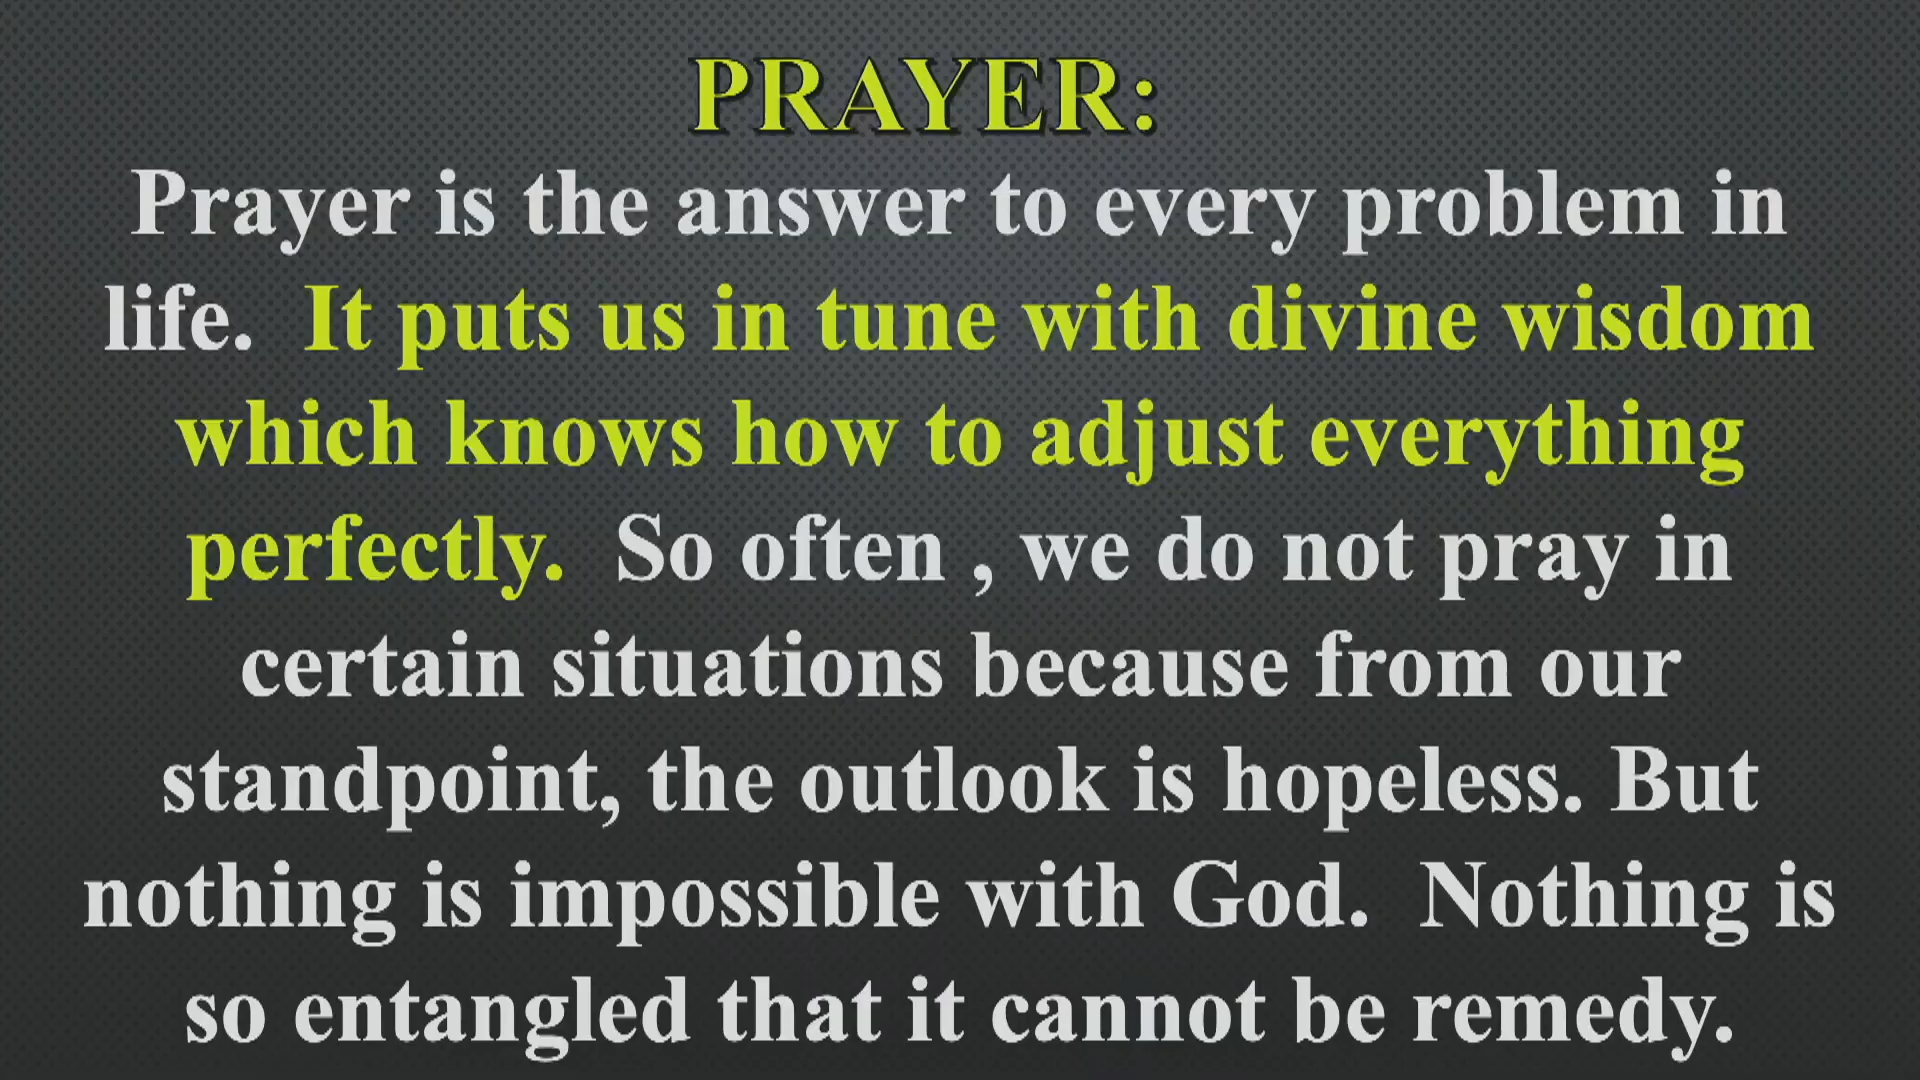 PRAYER:
Prayer is the answer to every problem in
life.  It puts us in tune with divine wisdom
which knows how to adjust everything
perfectly.  So often , we do not pray in
certain situations because from our
standpoint, the outlook is hopeless. But
nothing is impossible with God.  Nothing is
so entangled that it cannot be remedy.